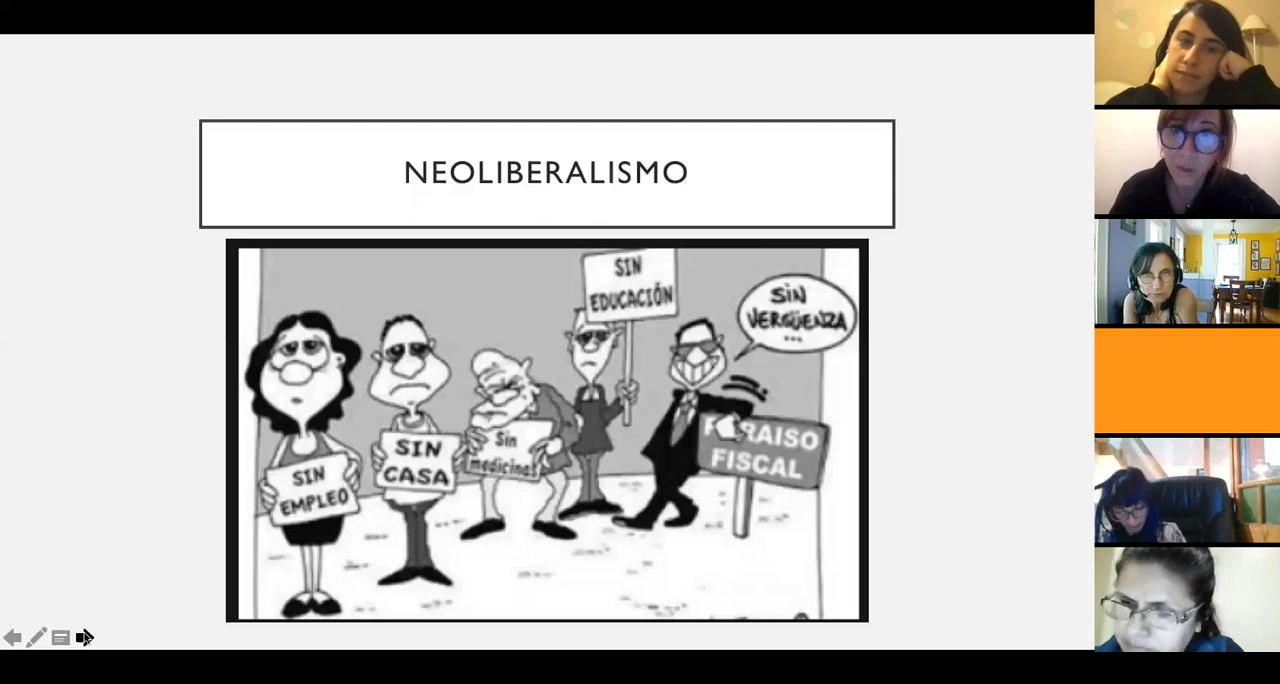 NEOLIBERALISMO
SIN
EMPLEO
SIN
CASA
Sin
medicinas
SIN
EDUCACIÓN
SIN
VERGÜENZA
...
PARAISO
FISCAL